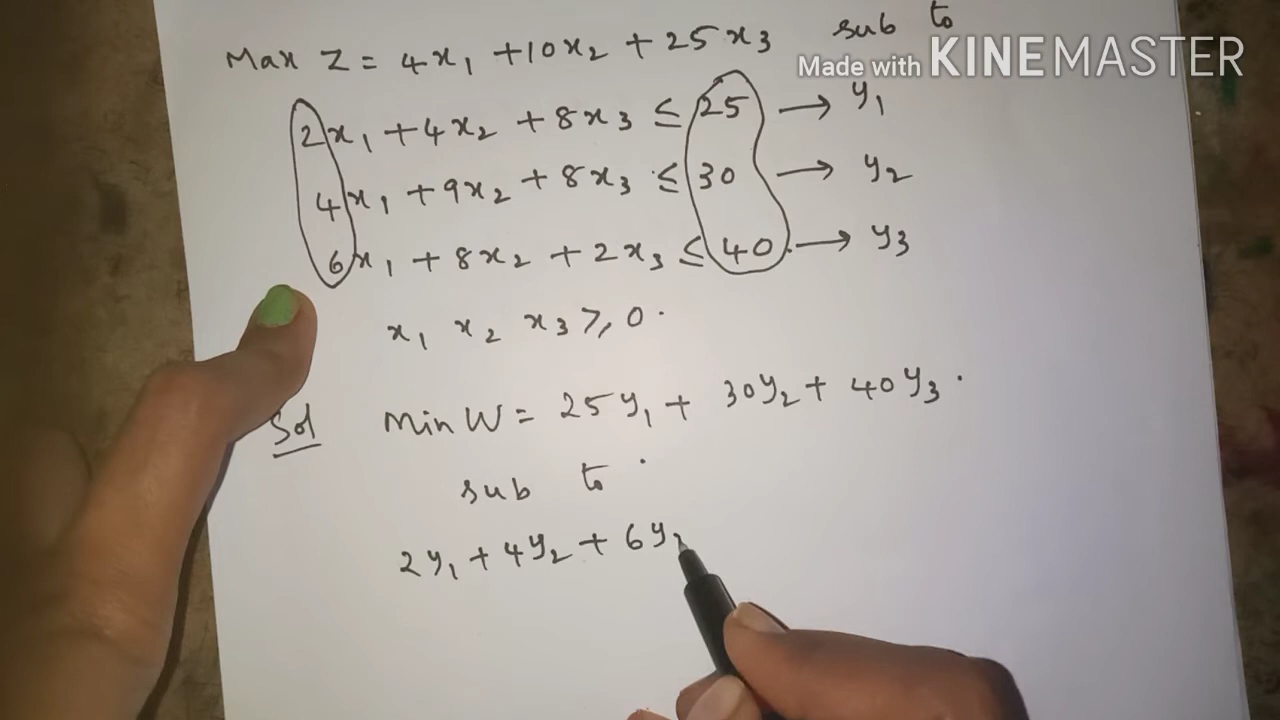 Max Z = 4x₁ + 10x₂ + 25x₃ sub to
Made with KINEMASTER
2x₁ + 4x₂ + 8x₃ ≤ 25 → y₁
4x₁ + 9x₂ + 8x₃ ≤ 30 → y₂
6x₁ + 8x₂ + 2x₃ ≤ 40 → y₃
x₁ x₂ x₃ ≥ 0.
Sol Min W = 25y₁ + 30y₂ + 40y₃.
sub to
2y₁ + 4y₂ + 6y